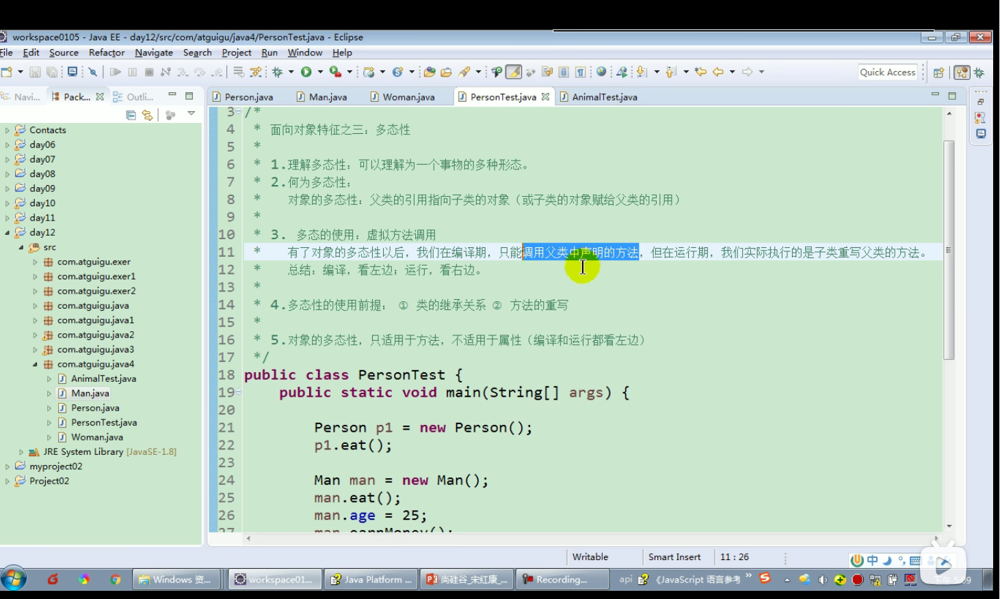 workspace0105 - Java EE - day12/src/com/atguigu/java4/PersonTest.java - Eclipse
File Edit Source Refactor Navigate Search Project Run Window Help
Quick Access
Navi... Pack... Outli...
Person.java Man.java Woman.java PersonTest.java AnimalTest.java
Contacts
day06
day07
day08
day09
day10
day11
day12
src
com.atguigu.exer
com.atguigu.exer1
com.atguigu.exer2
com.atguigu.java
com.atguigu.java1
com.atguigu.java2
com.atguigu.java3
com.atguigu.java4
AnimalTest.java
Man.java
Person.java
PersonTest.java
Woman.java
JRE System Library [JavaSE-1.8]
myproject02
Project02
3 /*
4 * 面向对象特征之三：多态性
5 *
6 * 1.理解多态性：可以理解为一个事物的多种形态。
7 * 2.何为多态性：
8 * 对象的多态性：父类的引用指向子类的对象（或子类的对象赋给父类的引用）
9 *
10 * 3. 多态的使用：虚拟方法调用
11 * 有了对象的多态性以后，我们在编译期，只能调用父类中声明的方法，但在运行期，我们实际执行的是子类重写父类的方法。
12 * 总结：编译，看左边；运行，看右边。
13 *
14 * 4.多态性的使用前提： ① 类的继承关系 ② 方法的重写
15 *
16 * 5.对象的多态性，只适用于方法，不适用于属性（编译和运行都看左边）
17 */
18 public class PersonTest {
19 public static void main(String[] args) {
20
21 Person p1 = new Person();
22 p1.eat();
23
24 Man man = new Man();
25 man.eat();
26 man.age = 25;
27 man.earnMoney();
Writable Smart Insert 11 : 26
中
Windows 资... workspace01... Java Platform ... 尚硅谷_宋红康_... Recording... api 《JavaScript 语言参考 »